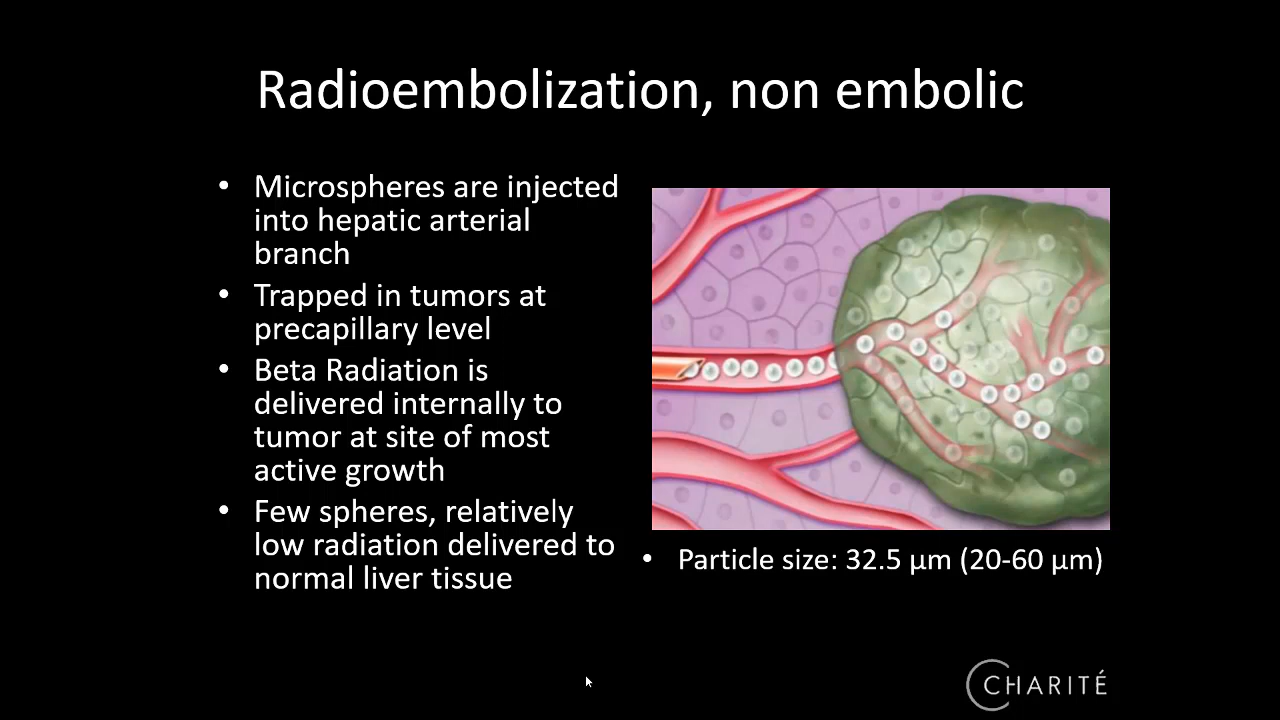 Radioembolization, non embolic
• Microspheres are injected
into hepatic arterial
branch
• Trapped in tumors at
precapillary level
• Beta Radiation is
delivered internally to
tumor at site of most
active growth
• Few spheres, relatively
low radiation delivered to
normal liver tissue
• Particle size: 32.5 µm (20-60 µm)
CHARITÉ